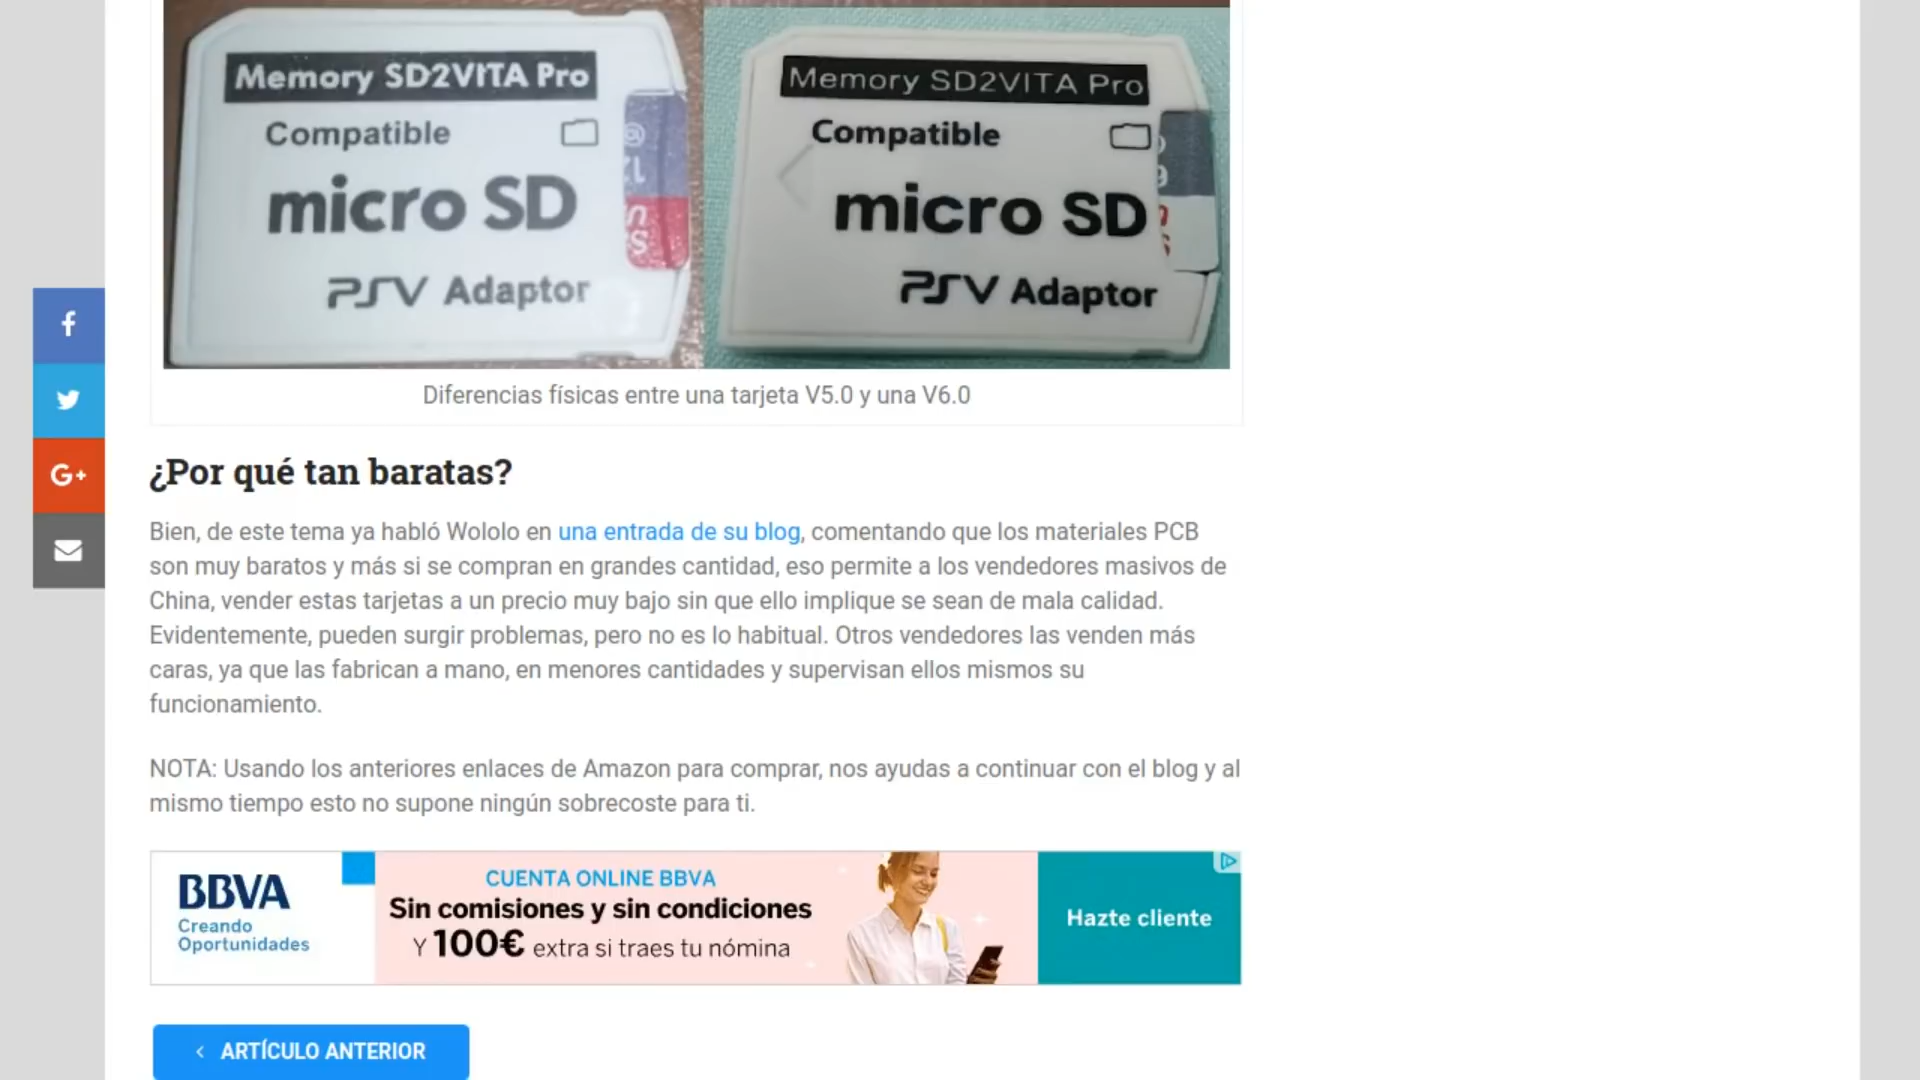 Memory SD2VITA Pro
Compatible
micro SD
PSV Adaptor
Memory SD2VITA Pro
Compatible
micro SD
PSV Adaptor
Diferencias físicas entre una tarjeta V5.0 y una V6.0
¿Por qué tan baratas?
Bien, de este tema ya habló Wololo en una entrada de su blog, comentando que los materiales PCB
son muy baratos y más si se compran en grandes cantidad, eso permite a los vendedores masivos de
China, vender estas tarjetas a un precio muy bajo sin que ello implique se sean de mala calidad.
Evidentemente, pueden surgir problemas, pero no es lo habitual. Otros vendedores las venden más
caras, ya que las fabrican a mano, en menores cantidades y supervisan ellos mismos su
funcionamiento.
NOTA: Usando los anteriores enlaces de Amazon para comprar, nos ayudas a continuar con el blog y al
mismo tiempo esto no supone ningún sobrecoste para ti.
BBVA
Creando
Oportunidades
CUENTA ONLINE BBVA
Sin comisiones y sin condiciones
Y 100€ extra si traes tu nómina
Hazte cliente
< ARTÍCULO ANTERIOR
f
G+